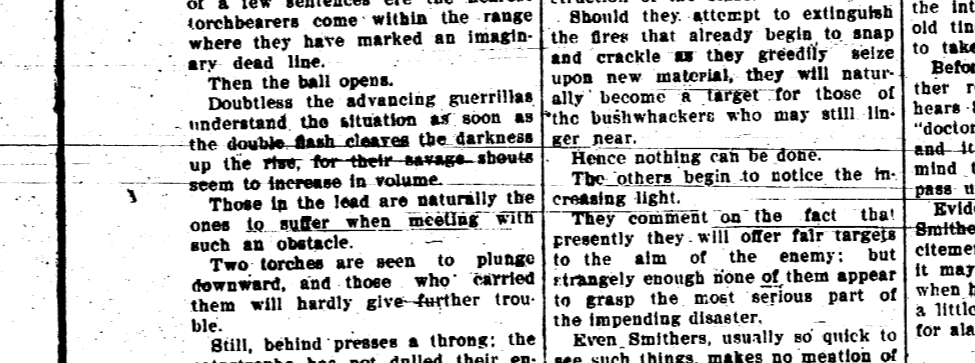 of a few sentences ere the nearest
torchbearers come within the range
where they have marked an imagin-
ary dead line.
Then the ball opens.
Doubtless the advancing guerrillas
understand the situation as soon as
the double flash cleaves the darkness
up the rise, for their savage shouts
seem to increase in volume.
Those in the lead are naturally the
ones to suffer when meeting with
such an obstacle.
Two torches are seen to plunge
downward, and those who carried
them will hardly give further trou-
ble.
Still, behind presses a throng; the
has not dulled their en-
Should they attempt to extinguish
the fires that already begin to snap
and crackle as they greedily seize
upon new material, they will natur-
ally become a target for those of
the bushwhackers who may still lin-
ger near.
Hence nothing can be done.
The others begin to notice the in-
creasing light.
They comment on the fact that
presently they will offer fair targets
to the aim of the enemy; but
strangely enough none of them appear
to grasp the most serious part of
the impending disaster.
Even Smithers, usually so quick to
see such things, makes no mention of
the int
old tin
to take
Befo
ther r
hears
"doctor
and it
mind t
pass u
Evid
Smithe
citeme
it may
when h
a littl
for ala